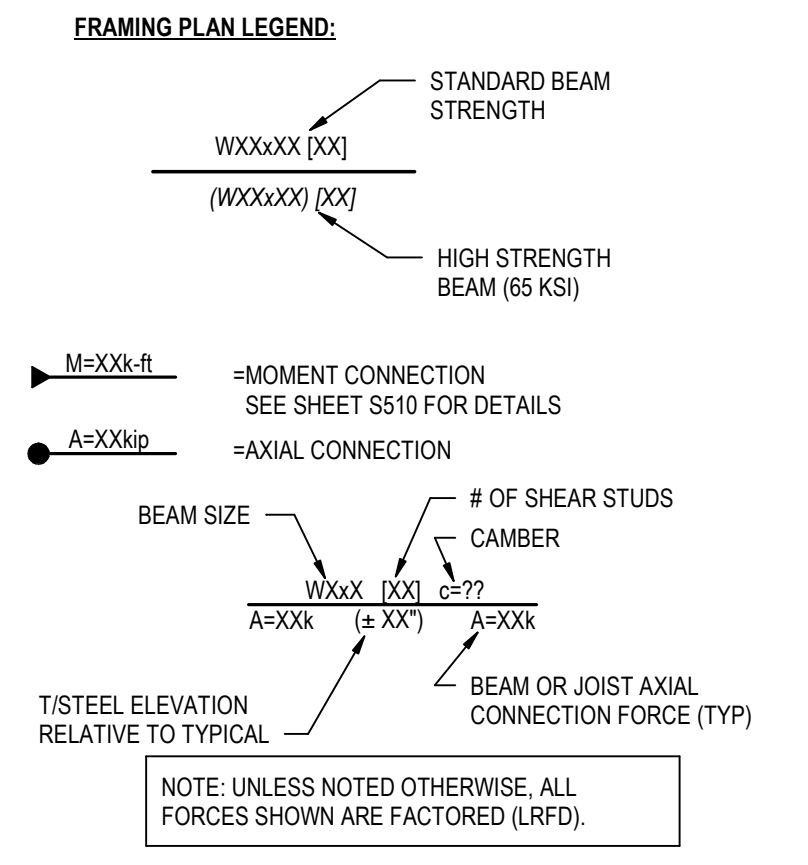 FRAMING PLAN LEGEND:
STANDARD BEAM
STRENGTH
WXXxXX [XX]
(WXXxXX) [XX]
HIGH STRENGTH
BEAM (65 KSI)
M=XXk-ft
=MOMENT CONNECTION
SEE SHEET S510 FOR DETAILS
A=XXkip
=AXIAL CONNECTION
# OF SHEAR STUDS
BEAM SIZE
CAMBER
WXxX [XX] c=??
A=XXk (± XX") A=XXk
BEAM OR JOIST AXIAL
CONNECTION FORCE (TYP)
T/STEEL ELEVATION
RELATIVE TO TYPICAL
NOTE: UNLESS NOTED OTHERWISE, ALL
FORCES SHOWN ARE FACTORED (LRFD).